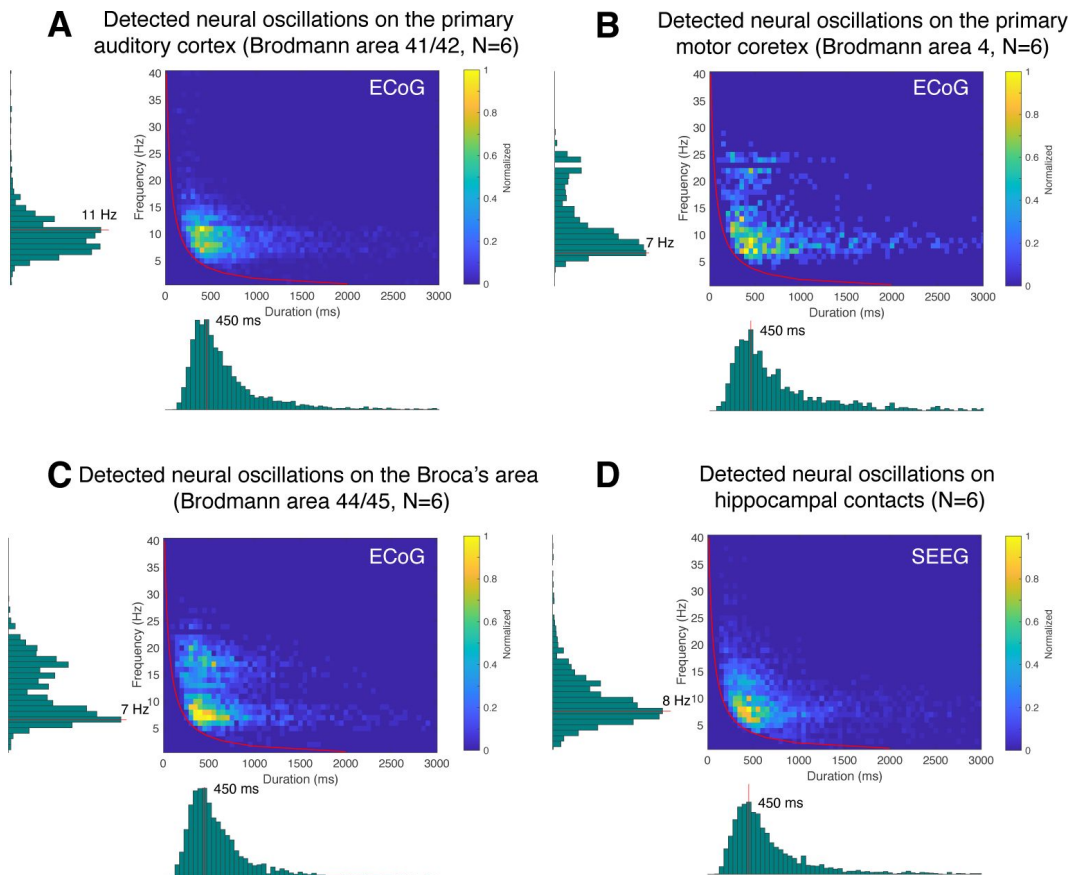 A Detected neural oscillations on the primary
auditory cortex (Brodmann area 41/42, N=6)
ECoG
40
35
30
25
20
15
10
5
Frequency (Hz)
11 Hz
0 500 1000 1500 2000 2500 3000
Duration (ms)
1
0.8
0.6
0.4
0.2
0
Normalized
450 ms
B Detected neural oscillations on the primary
motor coretex (Brodmann area 4, N=6)
ECoG
40
35
30
25
20
15
10
5
Frequency (Hz)
7 Hz
0 500 1000 1500 2000 2500 3000
Duration (ms)
1
0.8
0.6
0.4
0.2
0
Normalized
450 ms
C Detected neural oscillations on the Broca's area
(Brodmann area 44/45, N=6)
ECoG
40
35
30
25
20
15
10
5
Frequency (Hz)
7 Hz
0 500 1000 1500 2000 2500 3000
Duration (ms)
1
0.8
0.6
0.4
0.2
0
Normalized
450 ms
D Detected neural oscillations on
hippocampal contacts (N=6)
SEEG
40
35
30
25
20
15
10
5
Frequency (Hz)
8 Hz
0 500 1000 1500 2000 2500 3000
Duration (ms)
1
0.8
0.6
0.4
0.2
0
Normalized
450 ms